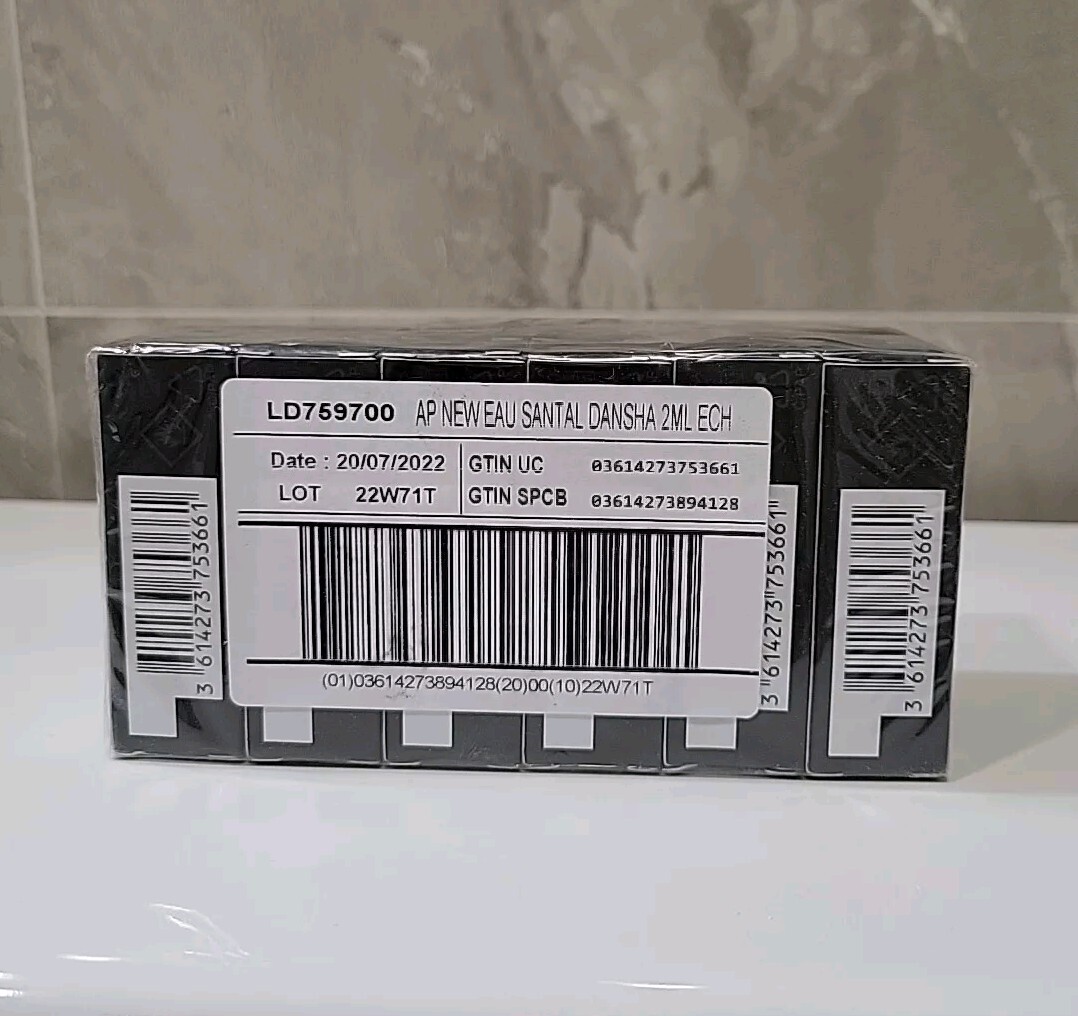 LD759700 AP NEW EAU SANTAL DANSHA 2ML ECH
Date : 20/07/2022 GTIN UC 03614273753661
LOT 22W71T GTIN SPCB 03614273894128
(01)03614273894128(20)00(10)22W71T
3 614273 753661
3 614273 753661
3 614273 753661